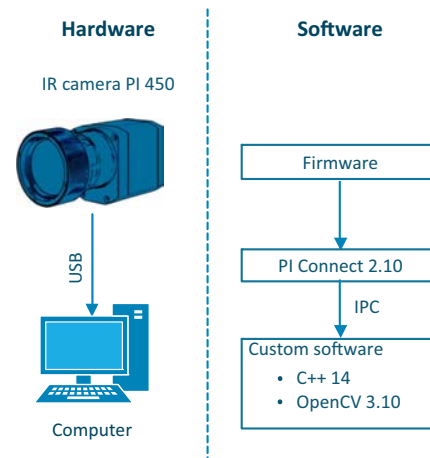 Hardware
Software
IR camera PI 450
USB
Computer
Firmware
PI Connect 2.10
IPC
Custom software
• C++ 14
• OpenCV 3.10